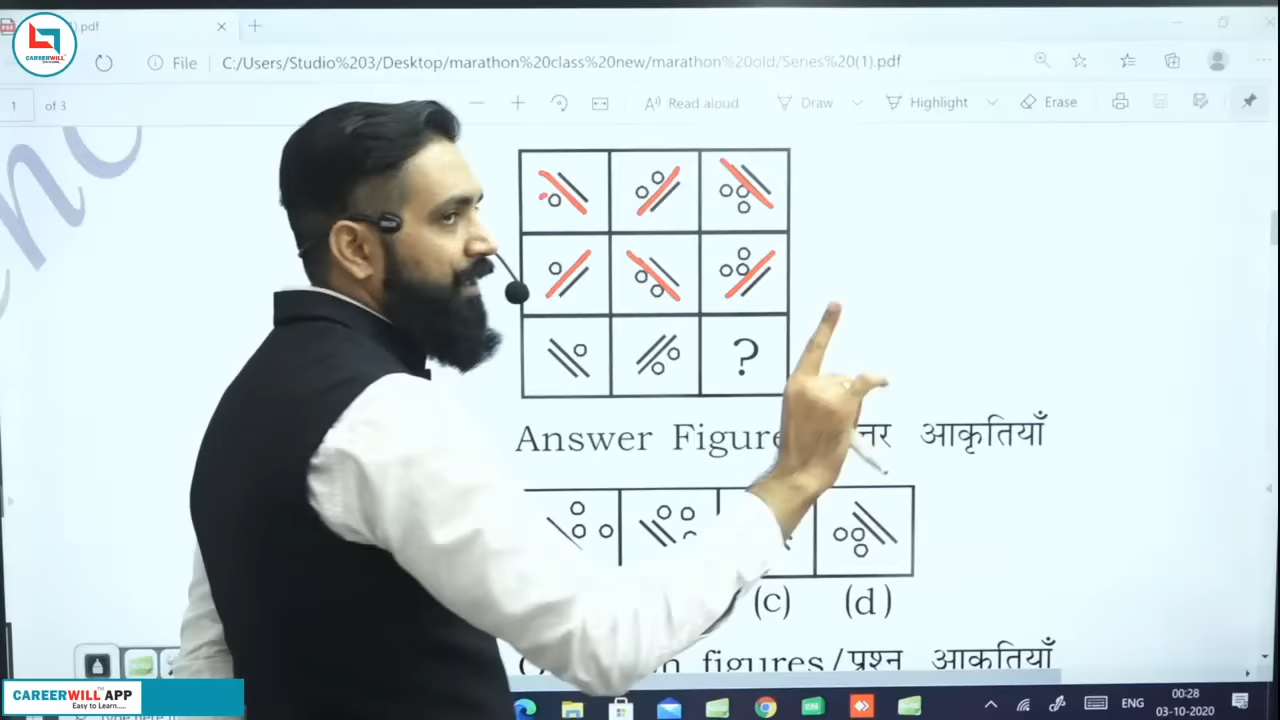 ) pdf
CAREERWILL
File C:/Users/Studio%203/Desktop/marathon%20class%20new/marathon%20old/Series%20(1).pdf
1 of 3 Read aloud Draw Highlight Erase
?
Answer Figure आकृतियाँ
(c) (d)
figures/प्रश्न आकृतियाँ
CAREERWILL APP
Easy to Learn.....
ENG 00:28
03-10-2020